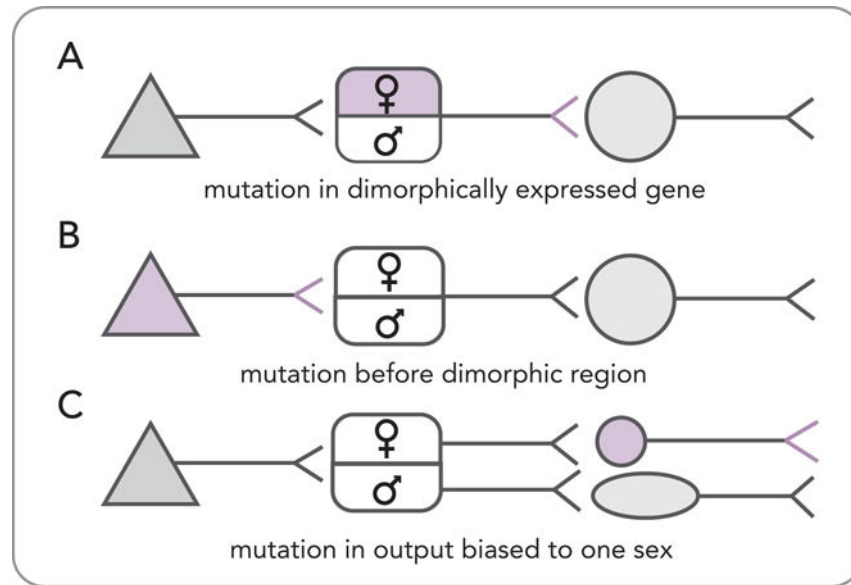 A
♀
♂
mutation in dimorphically expressed gene
B
♀
♂
mutation before dimorphic region
C
♀
♂
mutation in output biased to one sex